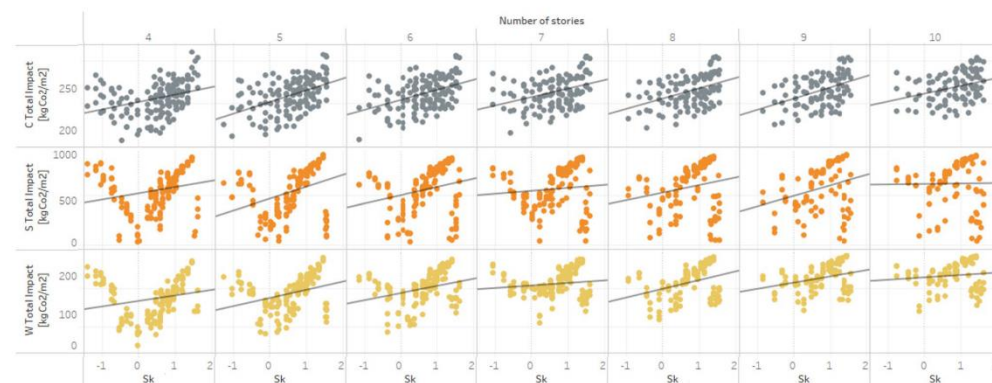 Number of stories
4 5 6 7 8 9 10
C Total Impact
[kgCo2/m2]
250
200
S Total Impact
[kgCo2/m2]
1000
500
0
W Total Impact
[kgCo2/m2]
200
100
0
-1 0 1 2 -1 0 1 2 -1 0 1 2 -1 0 1 2 -1 0 1 2 -1 0 1 2 -1 0 1 2
Sk Sk Sk Sk Sk Sk Sk